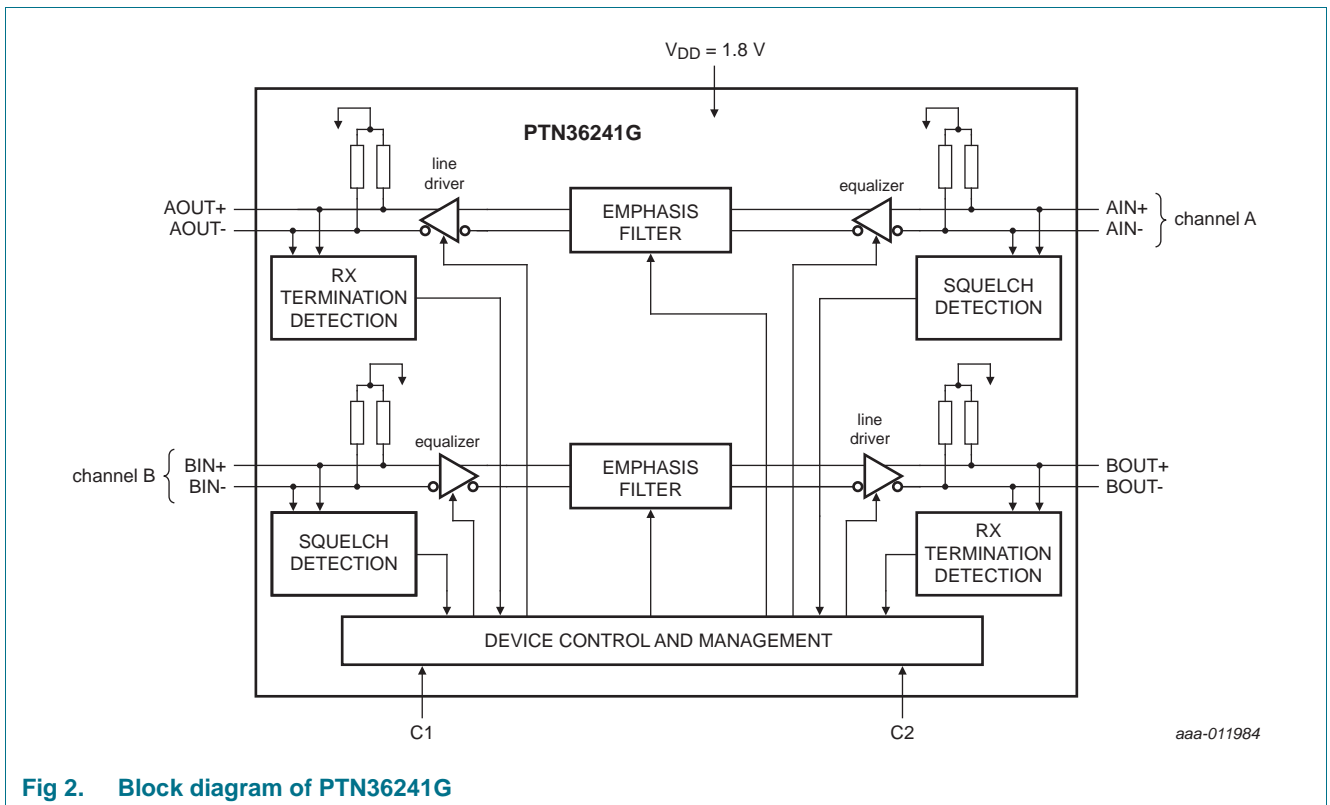 VDD = 1.8 V
PTN36241G
line
driver
equalizer
AOUT+
AOUT-
EMPHASIS
FILTER
AIN+
AIN-
channel A
RX
TERMINATION
DETECTION
SQUELCH
DETECTION
equalizer
line
driver
channel B
BIN+
BIN-
EMPHASIS
FILTER
BOUT+
BOUT-
SQUELCH
DETECTION
RX
TERMINATION
DETECTION
DEVICE CONTROL AND MANAGEMENT
C1
C2
aaa-011984
Fig 2. Block diagram of PTN36241G